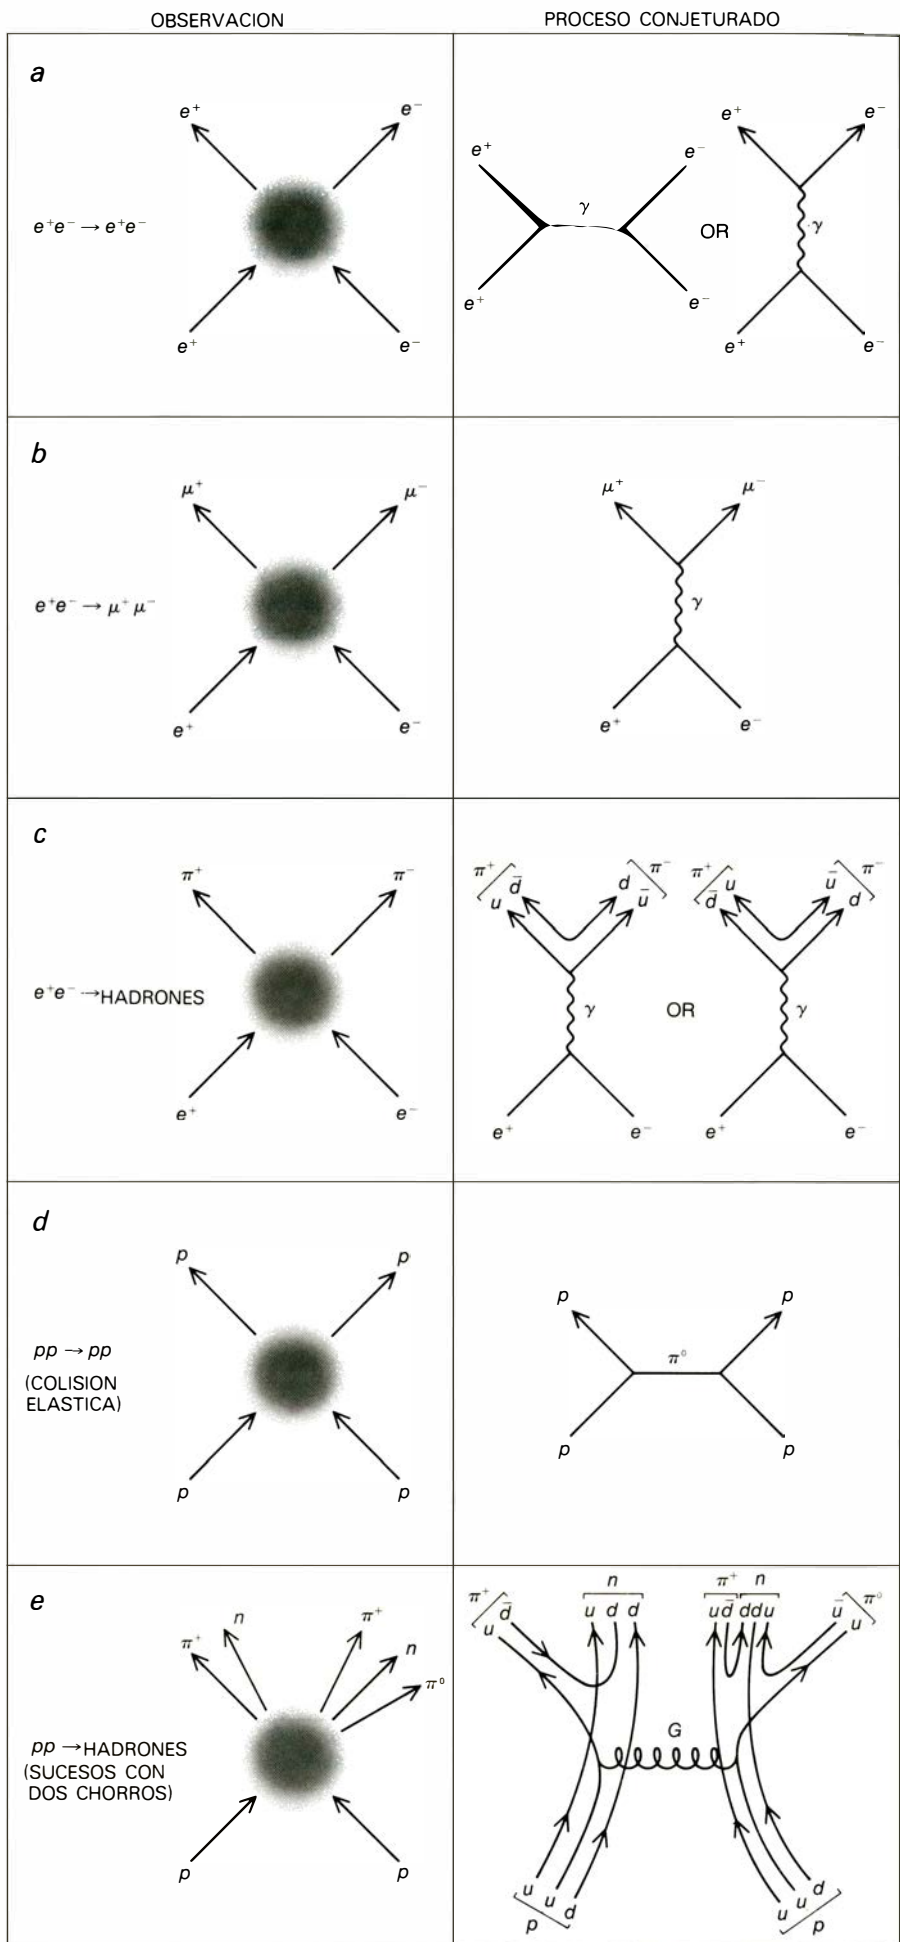 OBSERVACION
PROCESO CONJETURADO
a
e⁺ e⁻
e⁺e⁻ → e⁺e⁻
e⁺ e⁻
e⁺ e⁻
γ
e⁺ e⁻
OR
e⁺ e⁻
γ
e⁺ e⁻
b
μ⁺ μ⁻
e⁺e⁻ → μ⁺ μ⁻
e⁺ e⁻
μ⁺ μ⁻
γ
e⁺ e⁻
c
π⁺ π⁻
e⁺e⁻ → HADRONES
e⁺ e⁻
π⁺ π⁻
d̄ d
u ū
γ
e⁺ e⁻
OR
π⁺ π⁻
u ū
d̄ d
γ
e⁺ e⁻
d
p p
pp → pp
(COLISION
ELASTICA)
p p
p p
π⁰
p p
e
π⁺ n π⁺ n π⁰
pp → HADRONES
(SUCESOS CON
DOS CHORROS)
p p
π⁺ n π⁺ n π⁰
u d̄ u d d u d̄ d d u ū u
G
u u d u u d
p p